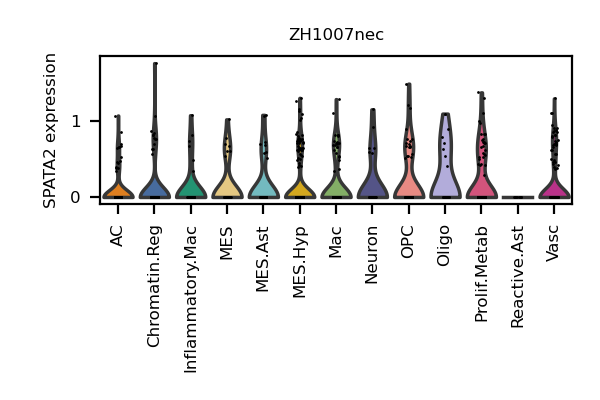 ZH1007nec
SPATA2 expression
1
0
AC
Chromatin.Reg
Inflammatory.Mac
MES
MES.Ast
MES.Hyp
Mac
Neuron
OPC
Oligo
Prolif.Metab
Reactive.Ast
Vasc